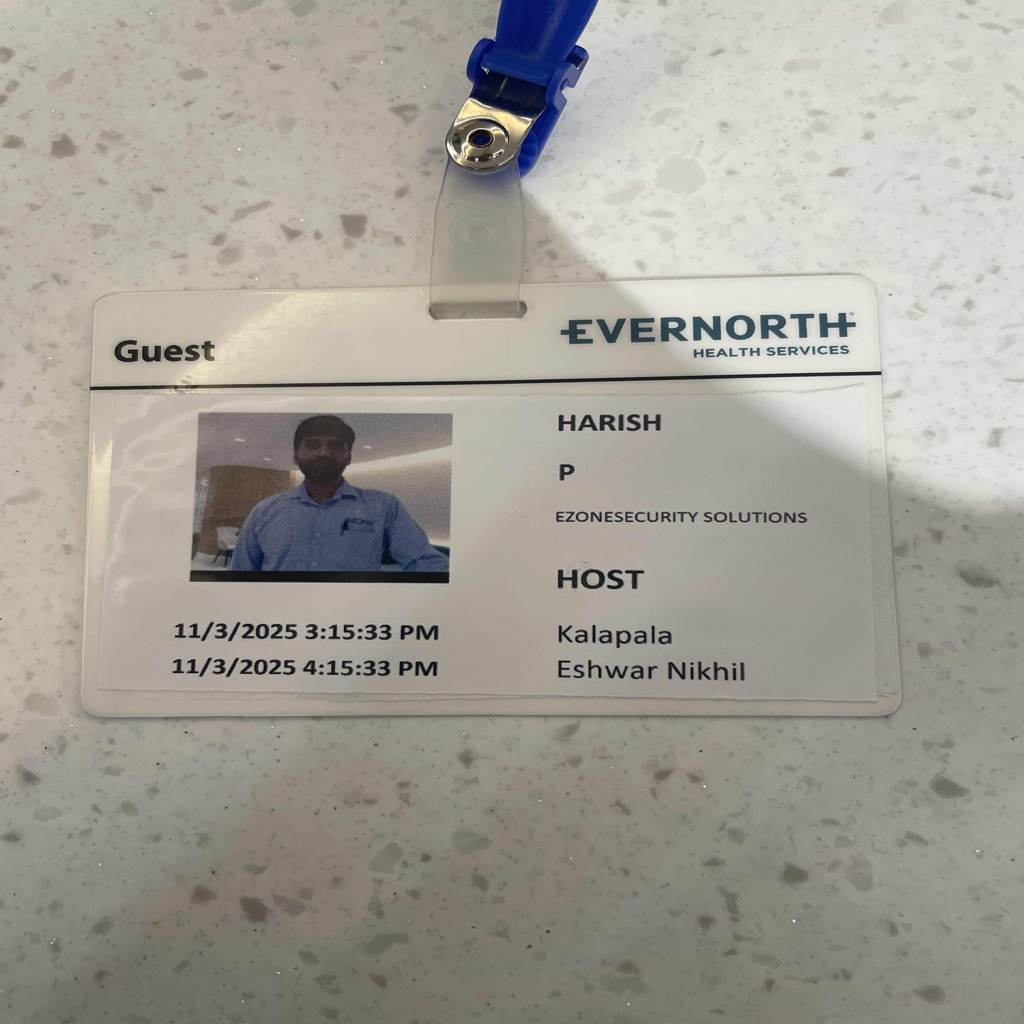 Guest
EVERNORTH
HEALTH SERVICES
HARISH
P
EZONESECURITY SOLUTIONS
HOST
Kalapala
Eshwar Nikhil
11/3/2025 3:15:33 PM
11/3/2025 4:15:33 PM